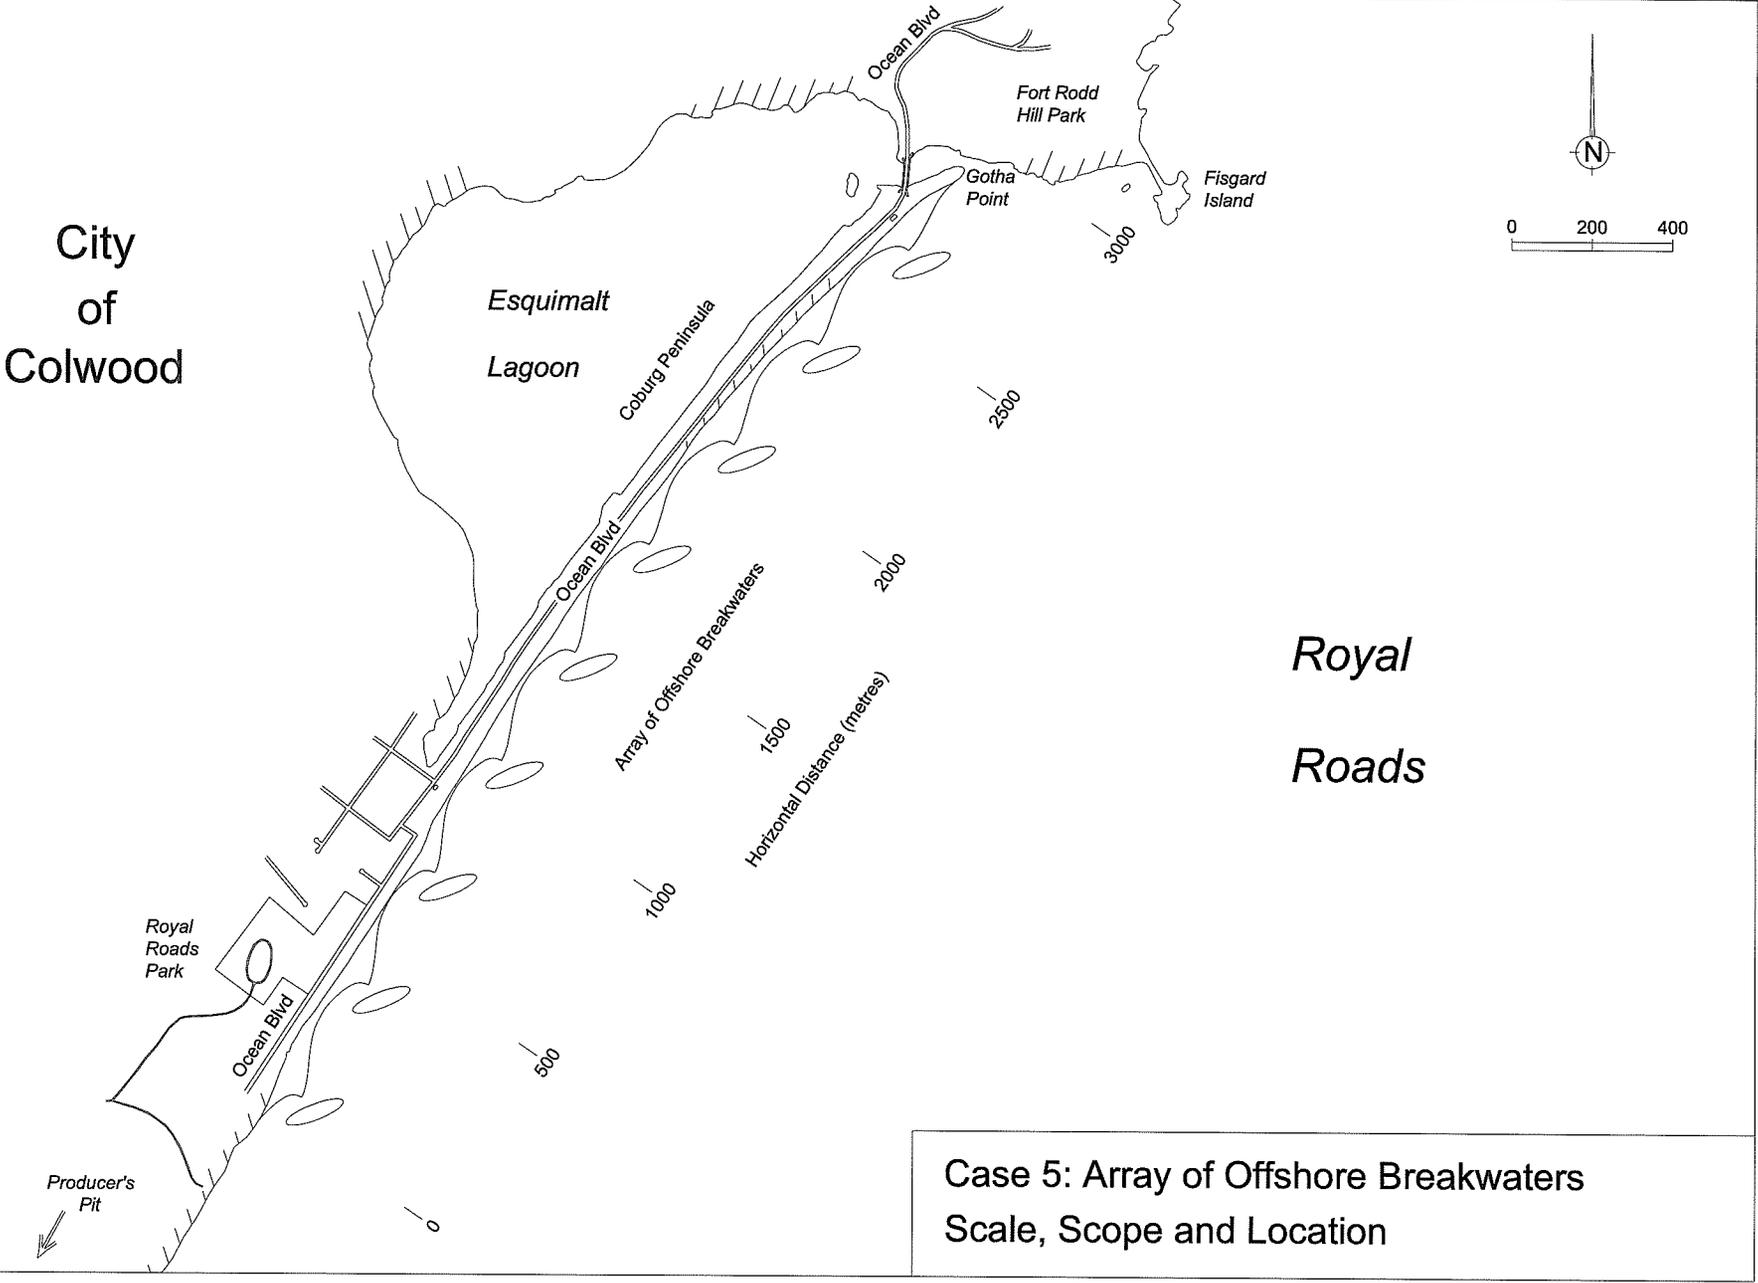 Ocean Blvd
Fort Rodd
Hill Park
N
Gotha
Point
Fisgard
Island
0 200 400
3000
City
of
Colwood
Esquimalt
Lagoon
Coburg Peninsula
2500
Ocean Blvd
2000
Array of Offshore Breakwaters
Royal
Roads
1500
Horizontal Distance (metres)
1000
Royal
Roads
Park
Ocean Blvd
500
Producer's
Pit
0
Case 5: Array of Offshore Breakwaters
Scale, Scope and Location